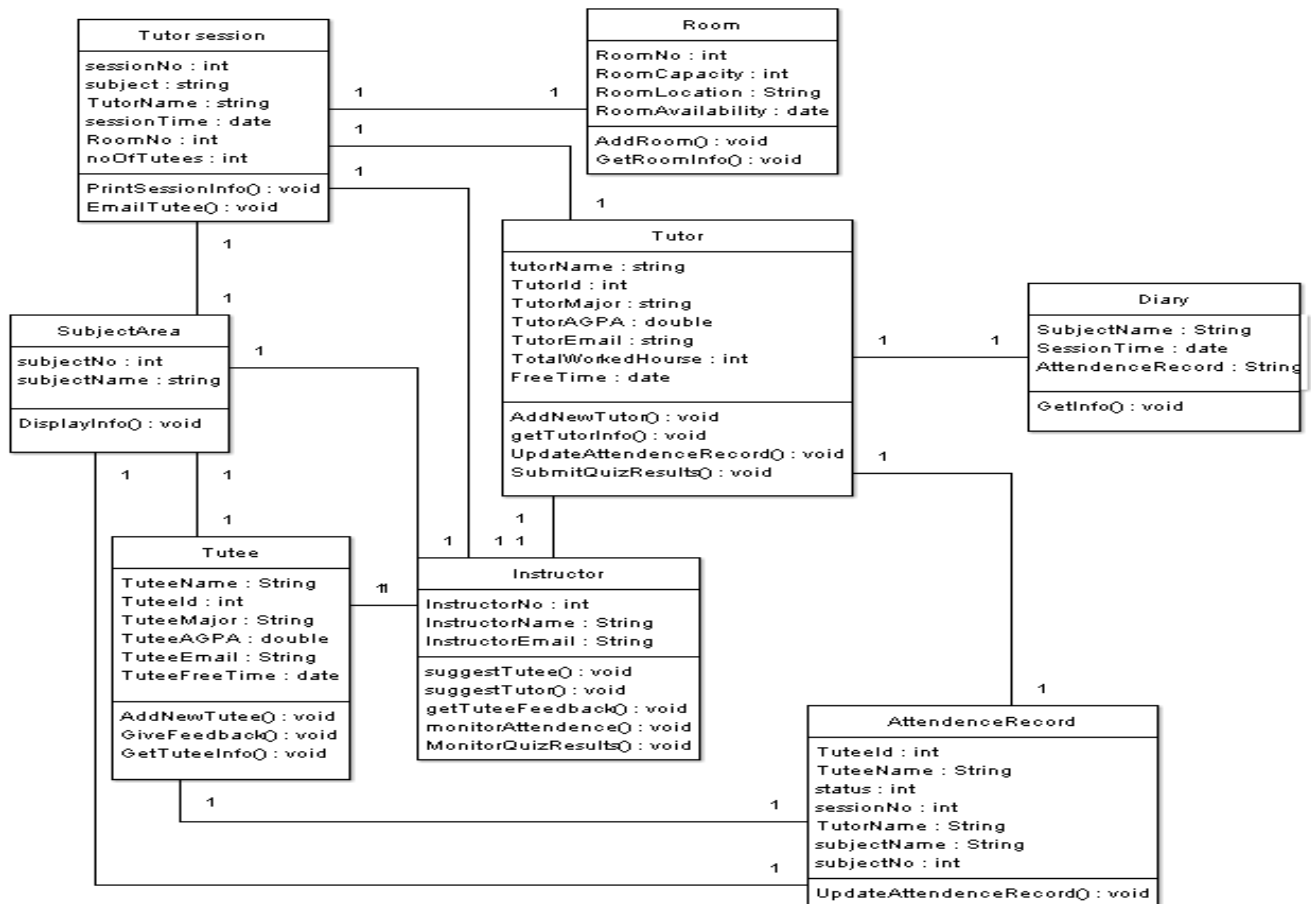 Tutor session
sessionNo : int
subject : string
TutorName : string
sessionTime : date
RoomNo : int
noOfTutees : int
PrintSessionInfo() : void
EmailTutee() : void
Room
RoomNo : int
RoomCapacity : int
RoomLocation : String
RoomAvailability : date
AddRoom() : void
GetRoomInfo() : void
1
1
1
1
1
1
1
Tutor
tutorName : string
TutorId : int
TutorMajor : string
TutorAGPA : double
TutorEmail : string
TotalWorkedHourse : int
FreeTime : date
AddNewTutor() : void
getTutorInfo() : void
UpdateAttendenceRecord() : void
SubmitQuizResults() : void
1
1
Diary
SubjectName : String
SessionTime : date
AttendenceRecord : String
GetInfo() : void
SubjectArea
subjectNo : int
subjectName : string
DisplayInfo() : void
1
1
1
1
1
1
1
1 1
11
Tutee
TuteeName : String
TuteeId : int
TuteeMajor : String
TuteeAGPA : double
TuteeEmail : String
TuteeFreeTime : date
AddNewTutee() : void
GiveFeedback() : void
GetTuteeInfo() : void
Instructor
InstructorNo : int
InstructorName : String
InstructorEmail : String
suggestTutee() : void
suggestTutor() : void
getTuteeFeedback() : void
monitorAttendence() : void
MonitorQuizResults() : void
1
1
1
1
AttendenceRecord
TuteeId : int
TuteeName : String
status : int
sessionNo : int
TutorName : String
subjectName : String
subjectNo : int
UpdateAttendenceRecord() : void